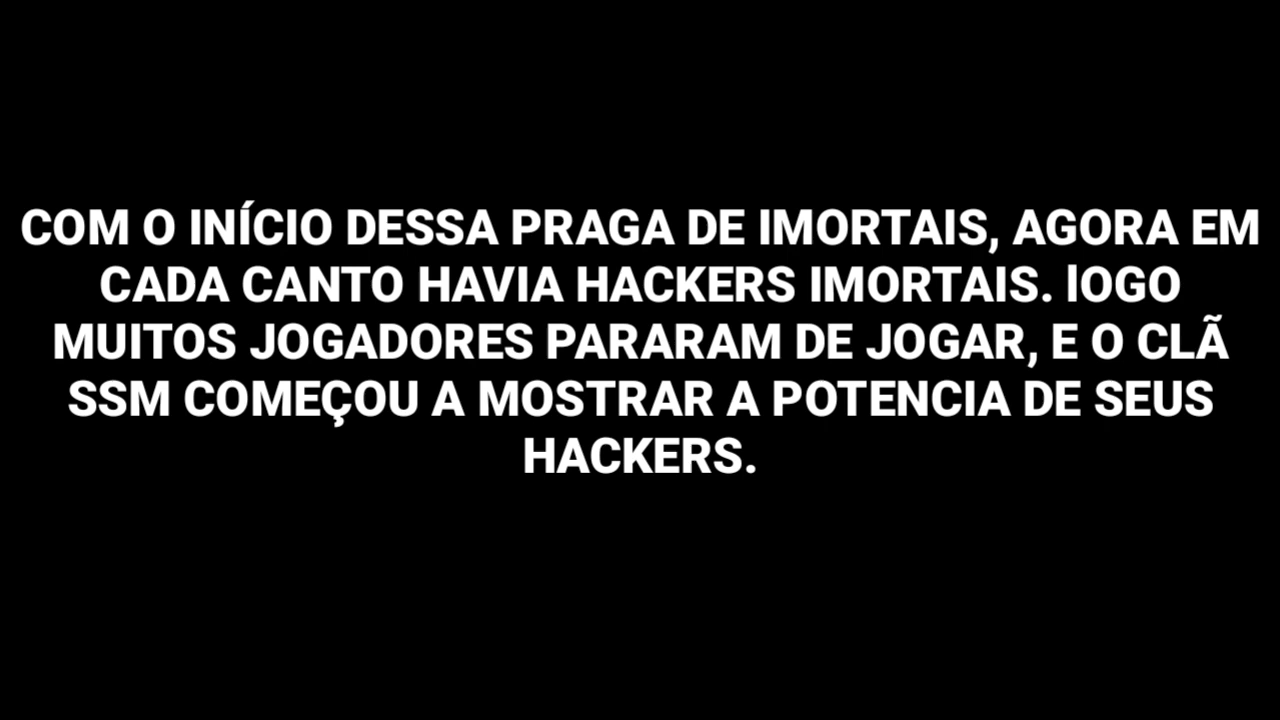 COM O INÍCIO DESSA PRAGA DE IMORTAIS, AGORA EM
CADA CANTO HAVIA HACKERS IMORTAIS. lOGO
MUITOS JOGADORES PARARAM DE JOGAR, E O CLÃ
SSM COMEÇOU A MOSTRAR A POTENCIA DE SEUS
HACKERS.